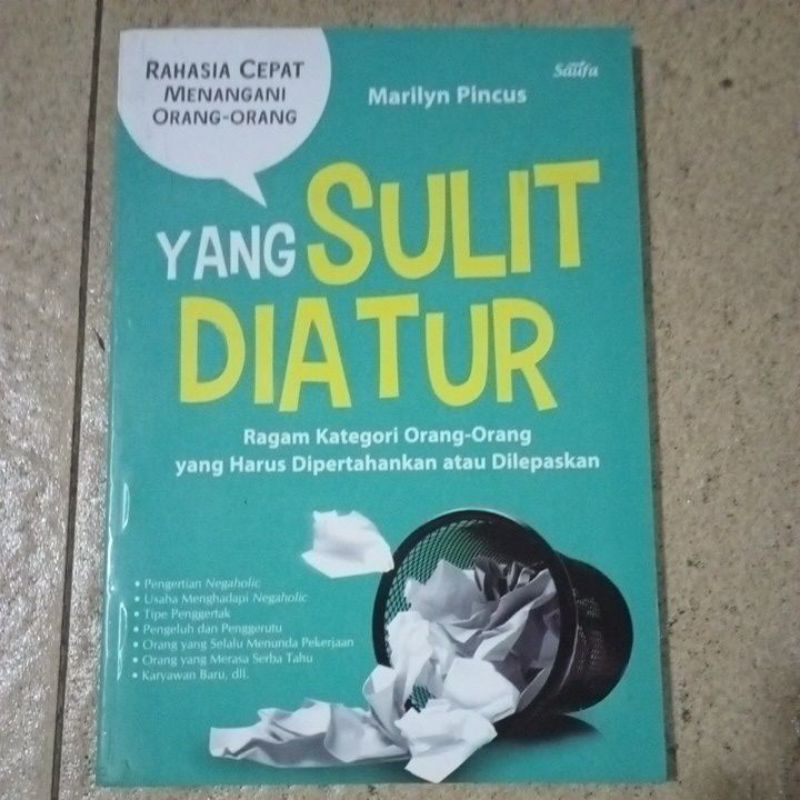 RAHASIA CEPAT
MENANGANI
ORANG-ORANG
Saufa
Marilyn Pincus
YANG SULIT
DIATUR
Ragam Kategori Orang-Orang
yang Harus Dipertahankan atau Dilepaskan
• Pengertian Negaholic
• Usaha Menghadapi Negaholic
• Tipe Penggertak
• Pengeluh dan Penggerutu
• Orang yang Selalu Menunda Pekerjaan
• Orang yang Merasa Serba Tahu
• Karyawan Baru, dll.